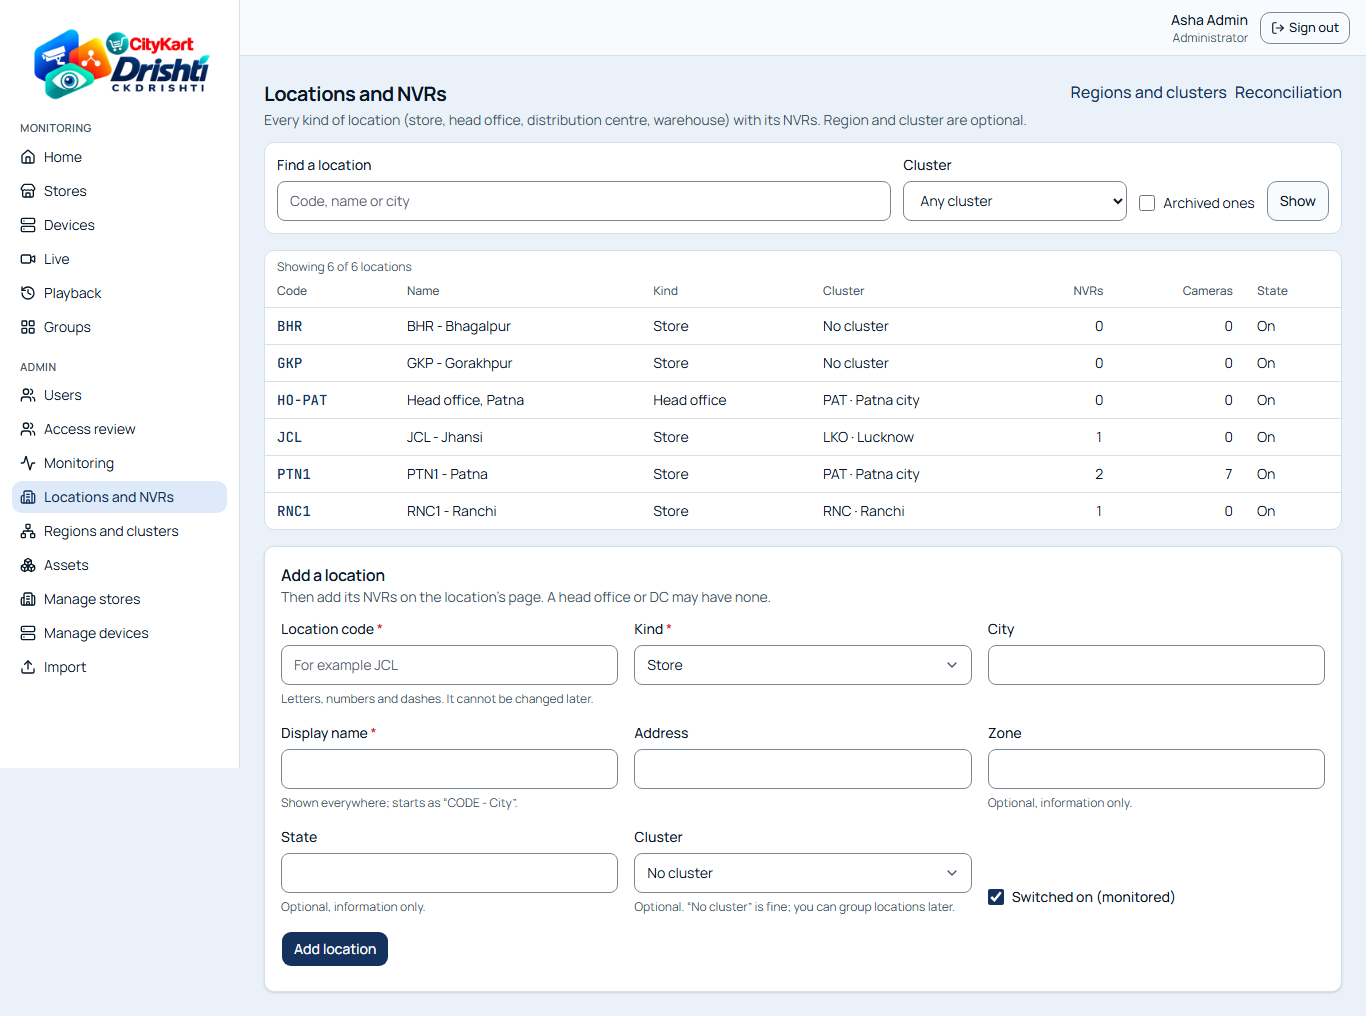 CityKart
Drishti
CKDRISHTI
Asha Admin
Administrator
Sign out
MONITORING
Home
Stores
Devices
Live
Playback
Groups
ADMIN
Users
Access review
Monitoring
Locations and NVRs
Regions and clusters
Assets
Manage stores
Manage devices
Import
Locations and NVRs
Regions and clusters Reconciliation
Every kind of location (store, head office, distribution centre, warehouse) with its NVRs. Region and cluster are optional.
Find a location Cluster
Code, name or city Any cluster Archived ones Show
Showing 6 of 6 locations
Code Name Kind Cluster NVRs Cameras State
BHR BHR - Bhagalpur Store No cluster 0 0 On
GKP GKP - Gorakhpur Store No cluster 0 0 On
HO-PAT Head office, Patna Head office PAT · Patna city 0 0 On
JCL JCL - Jhansi Store LKO · Lucknow 1 0 On
PTN1 PTN1 - Patna Store PAT · Patna city 2 7 On
RNC1 RNC1 - Ranchi Store RNC · Ranchi 1 0 On
Add a location
Then add its NVRs on the location's page. A head office or DC may have none.
Location code * Kind * City
For example JCL Store
Letters, numbers and dashes. It cannot be changed later.
Display name * Address Zone
Shown everywhere; starts as "CODE - City". Optional, information only.
State Cluster
No cluster
Switched on (monitored)
Optional, information only. Optional. "No cluster" is fine; you can group locations later.
Add location